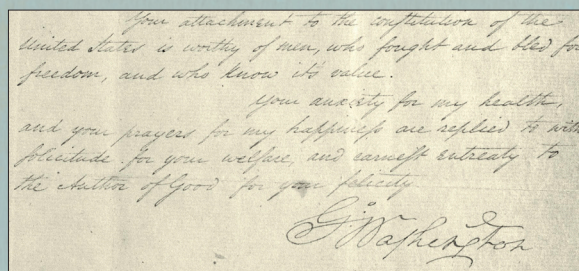 Your attachment to the constitution of the
United States is worthy of men, who fought and bled for
freedom, and who know its value.
Your anxiety for my health,
and your prayers for my happiness are replied to with
solicitude for your welfare, and earnest entreaty to
the Author of Good for your felicity
G. Washington